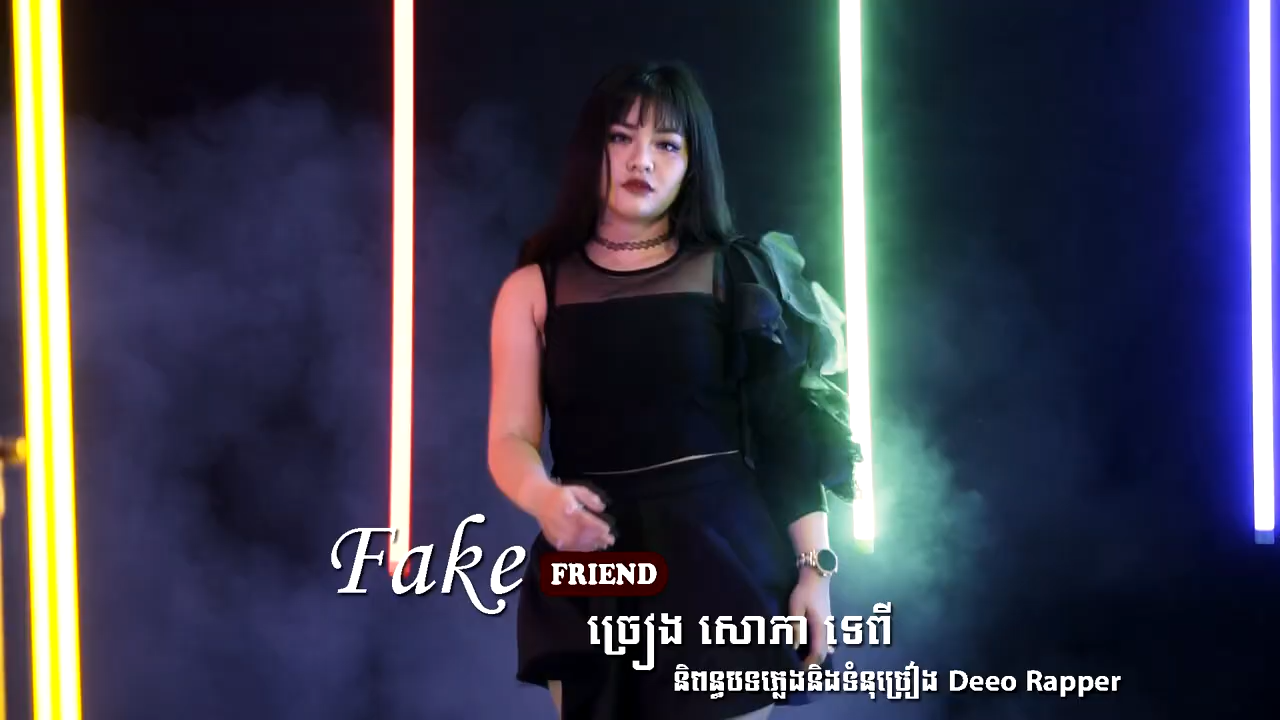 Fake FRIEND
ច្រៀង សោភា ទេពី
និពន្ធបទភ្លេងនិងទំនុច្រៀង Deeo Rapper